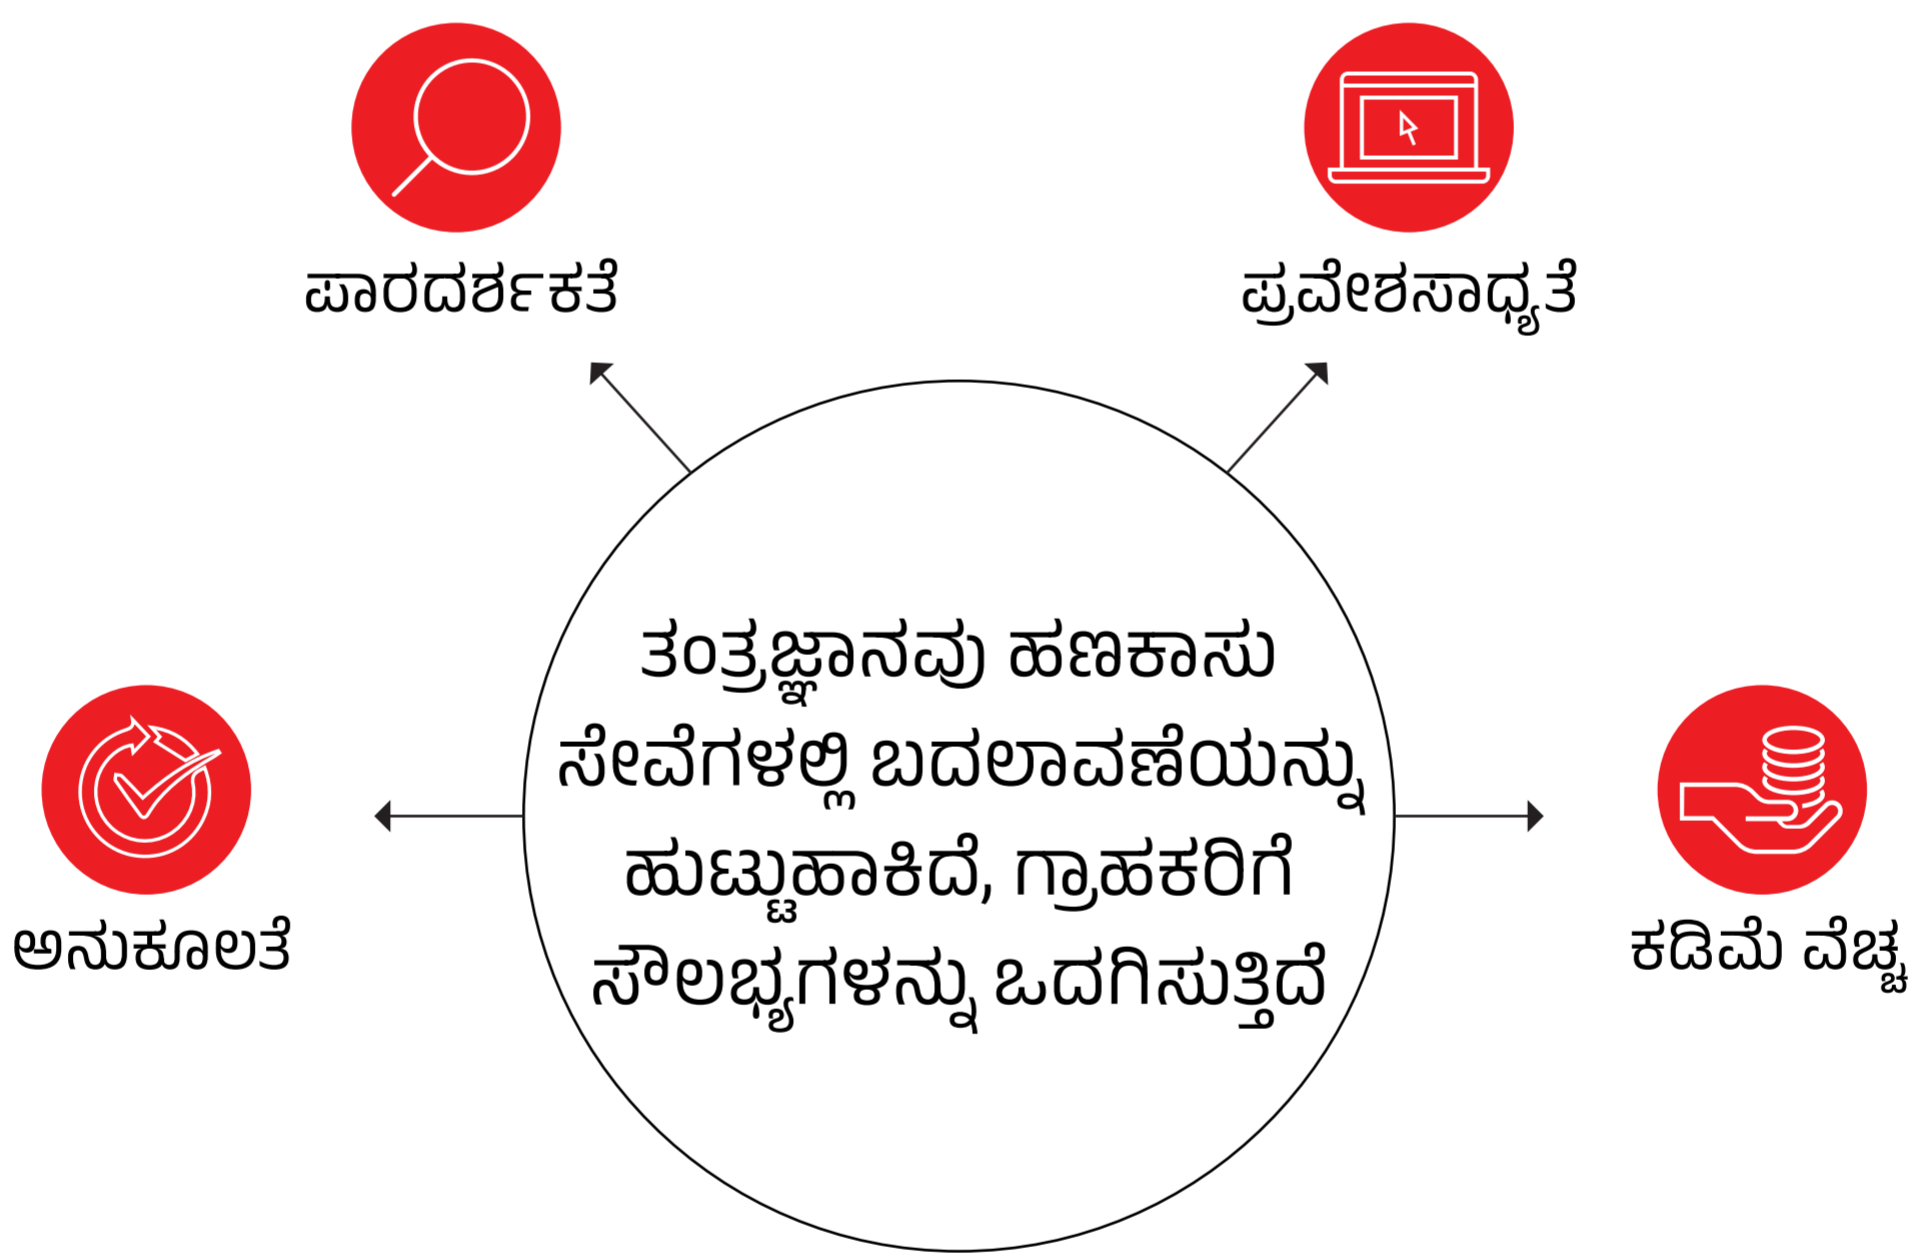 ಪಾರದರ್ಶಕತೆ
ಪ್ರವೇಶಸಾಧ್ಯತೆ
ತಂತ್ರಜ್ಞಾನವು ಹಣಕಾಸು
ಸೇವೆಗಳಲ್ಲಿ ಬದಲಾವಣೆಯನ್ನು
ಹುಟ್ಟುಹಾಕಿದೆ, ಗ್ರಾಹಕರಿಗೆ
ಸೌಲಭ್ಯಗಳನ್ನು ಒದಗಿಸುತ್ತಿದೆ
ಅನುಕೂಲತೆ
ಕಡಿಮೆ ವೆಚ್ಚ